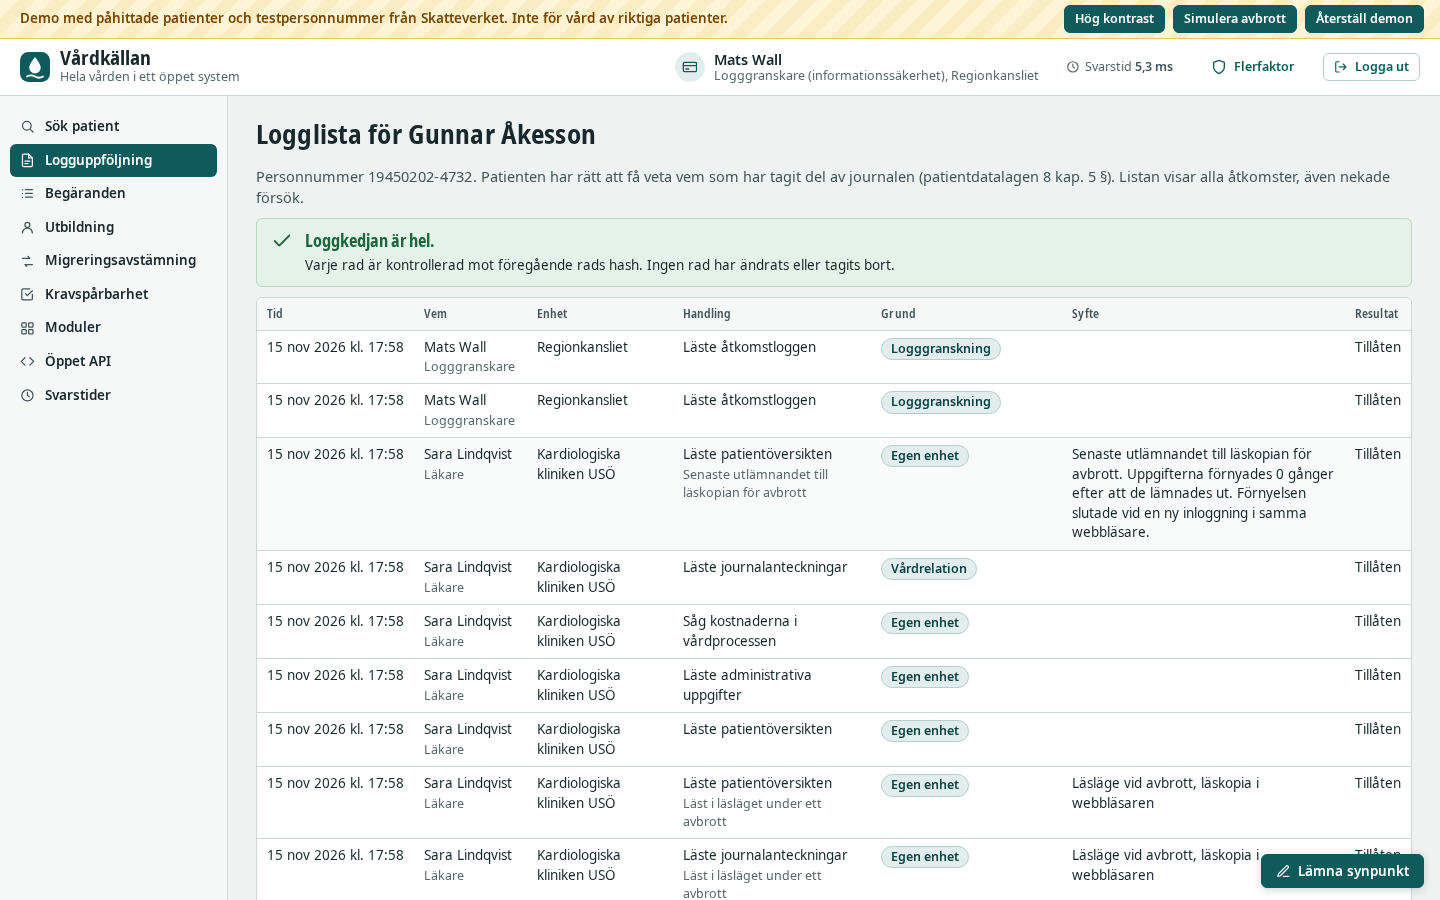 Demo med påhittade patienter och testpersonnummer från Skatteverket. Inte för vård av riktiga patienter.
Hög kontrast
Simulera avbrott
Återställ demon
Vårdkällan
Hela vården i ett öppet system
Mats Wall
Logggranskare (informationssäkerhet), Regionkansliet
Svarstid 5,3 ms
Flerfaktor
Logga ut
Sök patient
Logguppföljning
Begäranden
Utbildning
Migreringsavstämning
Kravspårbarhet
Moduler
Öppet API
Svarstider
Logglista för Gunnar Åkesson
Personnummer 19450202-4732. Patienten har rätt att få veta vem som har tagit del av journalen (patientdatalagen 8 kap. 5 §). Listan visar alla åtkomster, även nekade
försök.
Loggkedjan är hel.
Varje rad är kontrollerad mot föregående rads hash. Ingen rad har ändrats eller tagits bort.
Tid Vem Enhet Handling Grund Syfte Resultat
15 nov 2026 kl. 17:58 Mats Wall Regionkansliet Läste åtkomstloggen Logggranskning Tillåten
Logggranskare
15 nov 2026 kl. 17:58 Mats Wall Regionkansliet Läste åtkomstloggen Logggranskning Tillåten
Logggranskare
15 nov 2026 kl. 17:58 Sara Lindqvist Kardiologiska Läste patientöversikten Egen enhet Senaste utlämnandet till läskopian för Tillåten
Läkare kliniken USÖ Senaste utlämnandet till avbrott. Uppgifterna förnyades 0 gånger
läskopian för avbrott efter att de lämnades ut. Förnyelsen
slutade vid en ny inloggning i samma
webbläsare.
15 nov 2026 kl. 17:58 Sara Lindqvist Kardiologiska Läste journalanteckningar Vårdrelation Tillåten
Läkare kliniken USÖ
15 nov 2026 kl. 17:58 Sara Lindqvist Kardiologiska Såg kostnaderna i Egen enhet Tillåten
Läkare kliniken USÖ vårdprocessen
15 nov 2026 kl. 17:58 Sara Lindqvist Kardiologiska Läste administrativa Egen enhet Tillåten
Läkare kliniken USÖ uppgifter
15 nov 2026 kl. 17:58 Sara Lindqvist Kardiologiska Läste patientöversikten Egen enhet Tillåten
Läkare kliniken USÖ
15 nov 2026 kl. 17:58 Sara Lindqvist Kardiologiska Läste patientöversikten Egen enhet Läsläge vid avbrott, läskopia i Tillåten
Läkare kliniken USÖ Läst i läsläget under ett webbläsaren
avbrott
15 nov 2026 kl. 17:58 Sara Lindqvist Kardiologiska Läste journalanteckningar Egen enhet Läsläge vid avbrott, läskopia i
Läkare kliniken USÖ Läst i läsläget under ett webbläsaren
avbrott
Lämna synpunkt